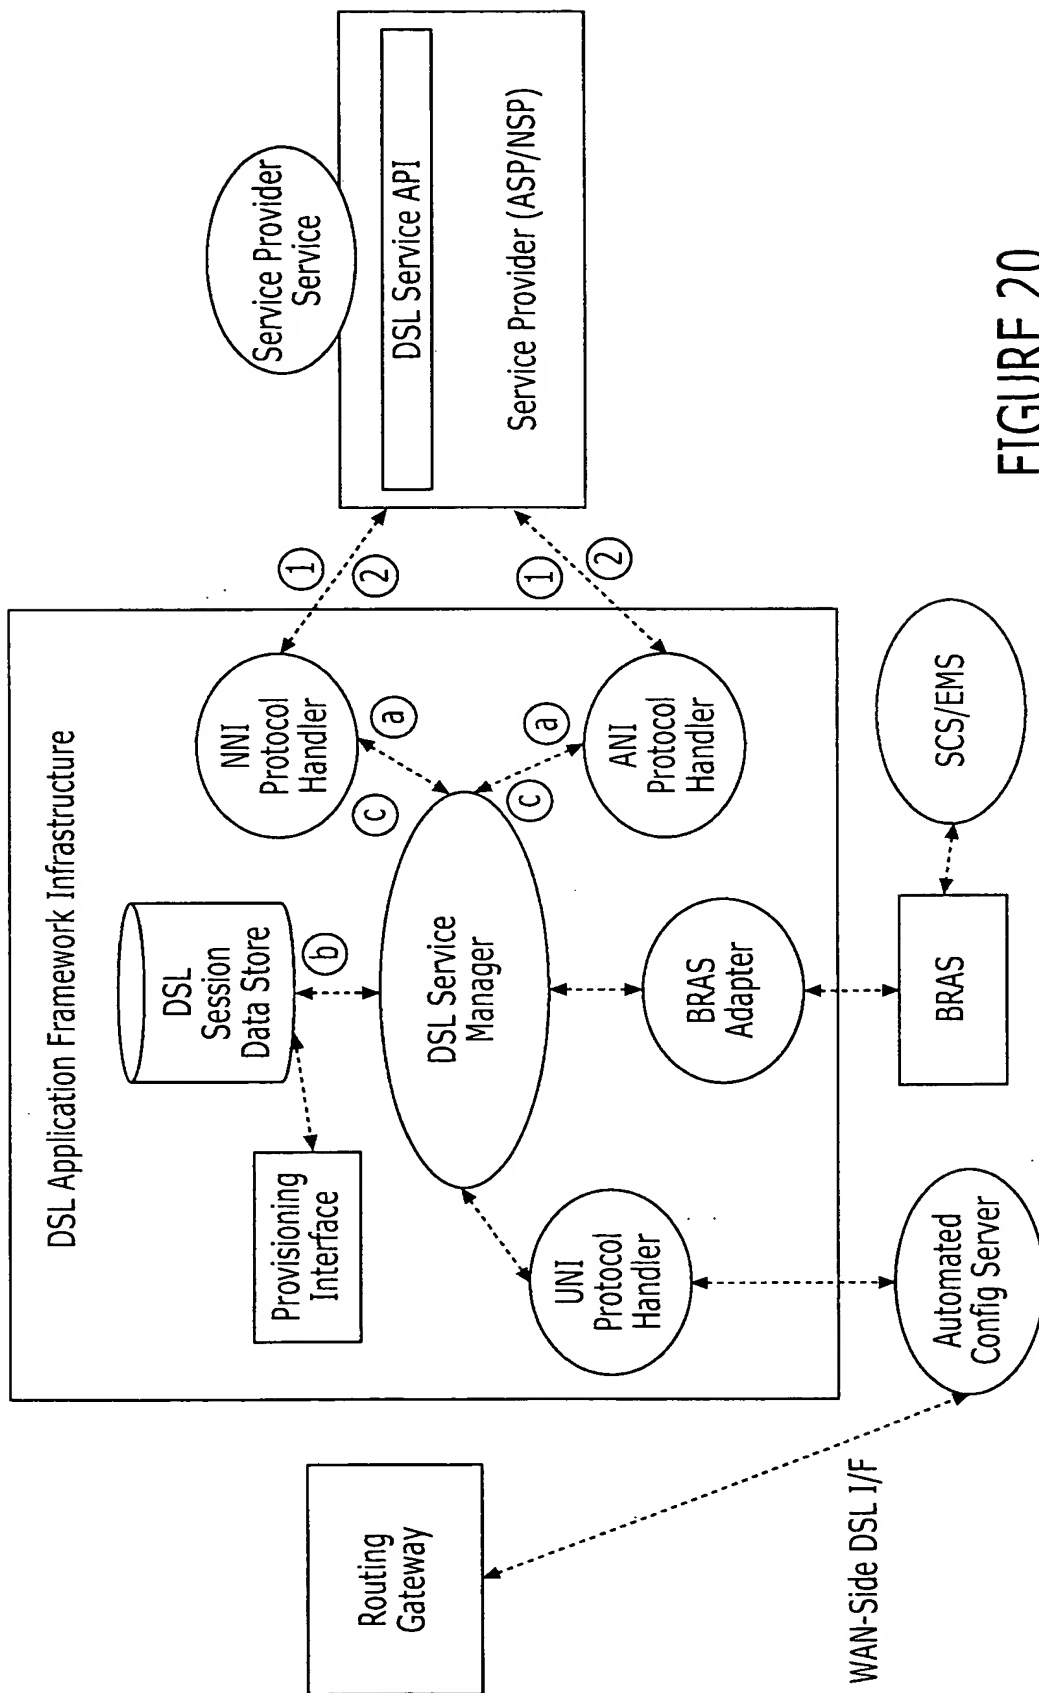 DSL Application Framework Infrastructure
Routing
Gateway
WAN-Side DSL I/F
Provisioning
Interface
DSL
Session
Data Store
b
UNI
Protocol
Handler
DSL Service
Manager
NNI
Protocol
Handler
a
c
a
c
ANI
Protocol
Handler
BRAS
Adapter
Automated
Config Server
BRAS
SCS/EMS
1
2
1
2
Service Provider
Service
DSL Service API
Service Provider (ASP/NSP)
FIGURE 20